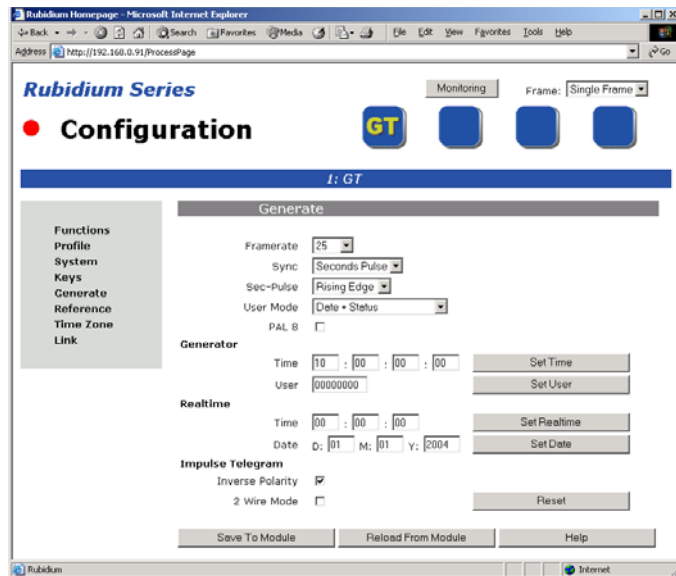 Rubidium Homepage - Microsoft Internet Explorer
Back Search Favorites Media File Edit View Favorites Tools Help
Address http://192.168.0.91/ProcessPage Go
Rubidium Series
Monitoring Frame: Single Frame
Configuration
GT
1: GT
Generate
Functions
Profile
System
Keys
Generate
Reference
Time Zone
Link
Framerate 25
Sync Seconds Pulse
Sec-Pulse Rising Edge
User Mode Date + Status
PAL 8
Generator
Time 10 : 00 : 00 : 00 Set Time
User 00000000 Set User
Realtime
Time 00 : 00 : 00 Set Realtime
Date D: 01 M: 01 Y: 2004 Set Date
Impulse Telegram
Inverse Polarity
2 Wire Mode Reset
Save To Module Reload From Module Help
Rubidium Internet